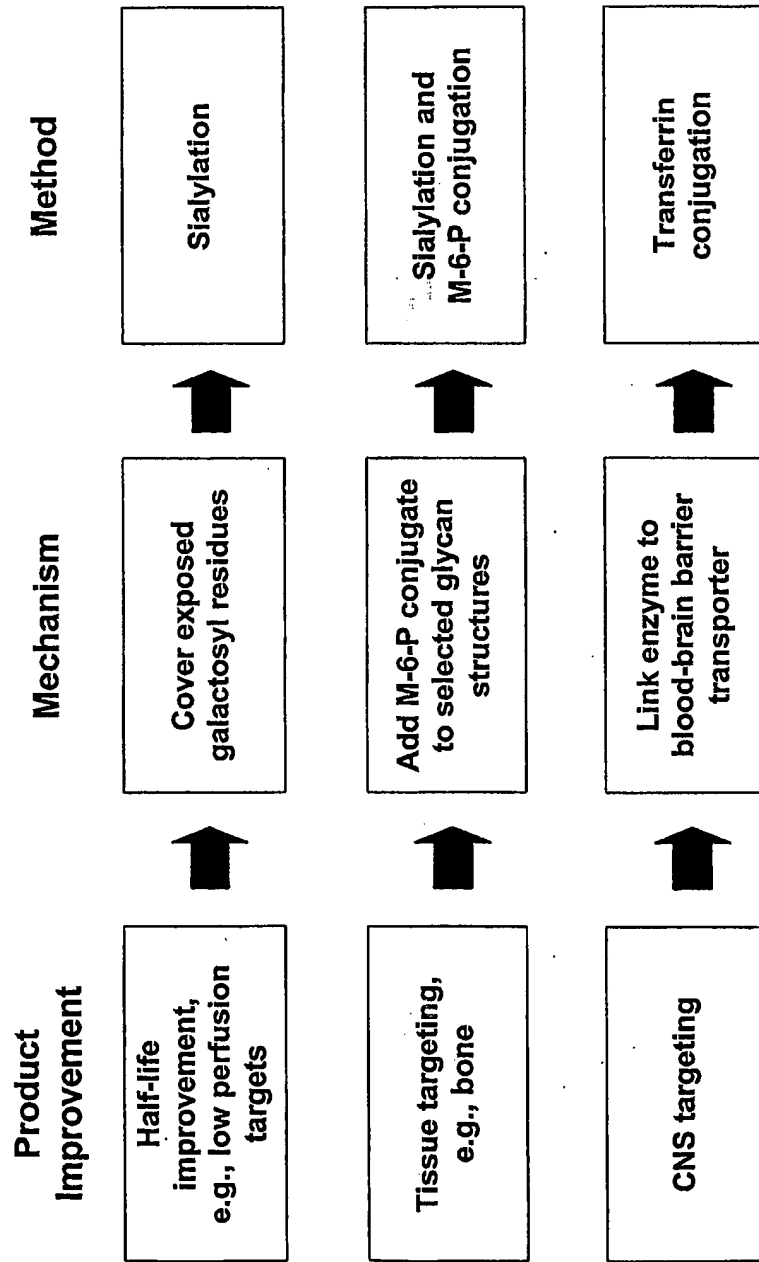 Product
Improvement
Mechanism
Method
Half-life
improvement,
e.g., low perfusion
targets
Cover exposed
galactosyl residues
Sialylation
Tissue targeting,
e.g., bone
Add M-6-P conjugate
to selected glycan
structures
Sialylation and
M-6-P conjugation
CNS targeting
Link enzyme to
blood-brain barrier
transporter
Transferrin
conjugation